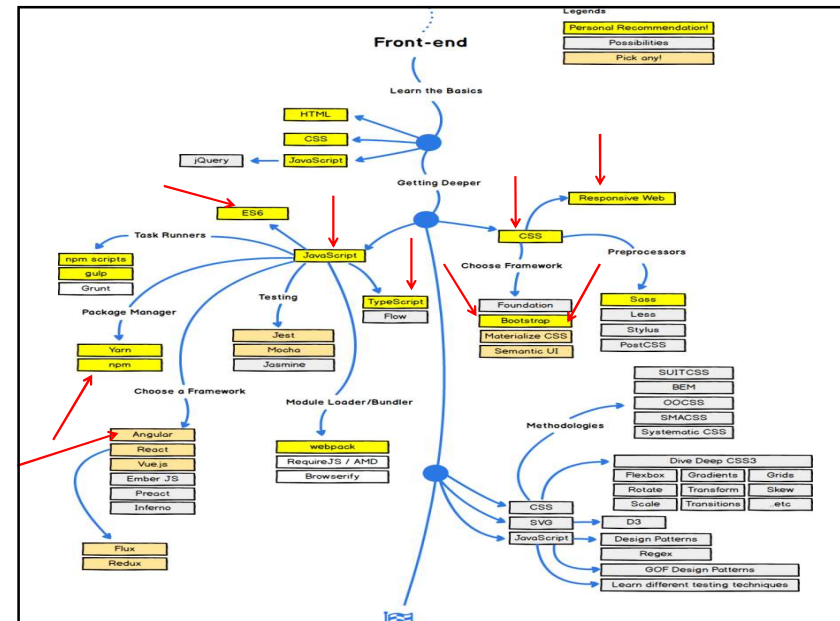 Legends
Personal Recommendation!
Possibilities
Pick any!
Front-end
Learn the Basics
HTML
CSS
JavaScript
jQuery
Getting Deeper
ES6
Responsive Web
CSS
Task Runners
npm scripts
gulp
Grunt
JavaScript
Choose Framework
Preprocessors
Testing
TypeScript
Flow
Foundation
Bootstrap
Materialize CSS
Semantic UI
Sass
Less
Stylus
PostCSS
Package Manager
Yarn
npm
Jest
Mocha
Jasmine
Choose a Framework
Module Loader/Bundler
Angular
React
Vue.js
Ember JS
Preact
Inferno
webpack
RequireJS / AMD
Browserify
Flux
Redux
Methodologies
SUITCSS
BEM
OOCSS
SMACSS
Systematic CSS
Dive Deep CSS3
Flexbox Gradients Grids
Rotate Transform Skew
Scale Transitions ..etc
CSS
SVG
JavaScript
D3
Design Patterns
Regex
GOF Design Patterns
Learn different testing techniques